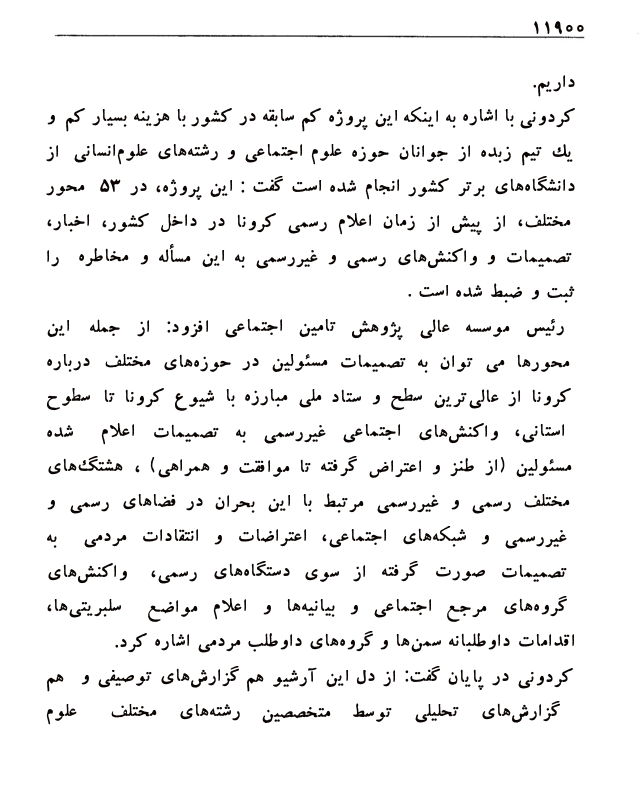 ۱۱۹۰۰
داریم.
کردونی با اشاره به اینکه این پروژه کم سابقه در کشور با هزینه بسیار کم و
یك تیم زبده از جوانان حوزه علوم اجتماعی و رشته‌های علوم‌انسانی از
دانشگاه‌های برتر کشور انجام شده است گفت : این پروژه، در ۵۳ محور
مختلف، از پیش از زمان اعلام رسمی کرونا در داخل کشور، اخبار،
تصمیمات و واکنش‌های رسمی و غیررسمی به این مسأله و مخاطره را
ثبت و ضبط شده است .
رئیس موسسه عالی پژوهش تامین اجتماعی افزود: از جمله این
محورها می توان به تصمیمات مسئولین در حوزه‌های مختلف درباره
کرونا از عالی‌ترین سطح و ستاد ملی مبارزه با شیوع کرونا تا سطوح
استانی، واکنش‌های اجتماعی غیررسمی به تصمیمات اعلام شده
مسئولین (از طنز و اعتراض گرفته تا موافقت و همراهی) ، هشتگ‌های
مختلف رسمی و غیررسمی مرتبط با این بحران در فضاهای رسمی و
غیررسمی و شبکه‌های اجتماعی، اعتراضات و انتقادات مردمی به
تصمیمات صورت گرفته از سوی دستگاه‌های رسمی، واکنش‌های
گروه‌های مرجع اجتماعی و بیانیه‌ها و اعلام مواضع سلبریتی‌ها،
اقدامات داوطلبانه سمن‌ها و گروه‌های داوطلب مردمی اشاره کرد.
کردونی در پایان گفت: از دل این آرشیو هم گزارش‌های توصیفی و هم
گزارش‌های تحلیلی توسط متخصصین رشته‌های مختلف علوم